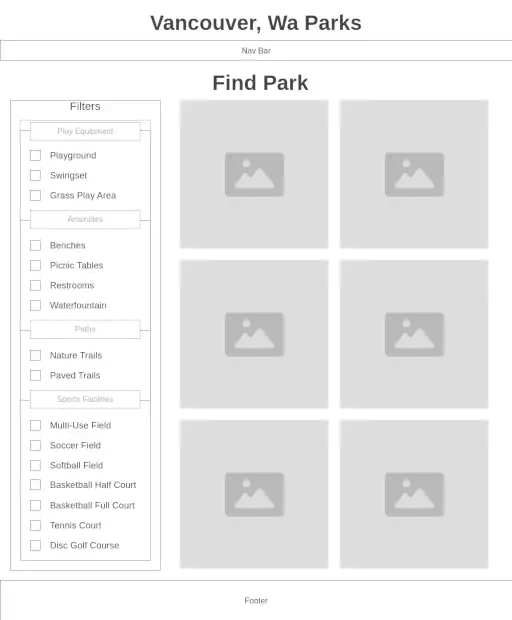 Vancouver, Wa Parks
Nav Bar
Find Park
Filters
Play Equipment
Playground
Swingset
Grass Play Area
Amenities
Benches
Picnic Tables
Restrooms
Waterfountain
Paths
Nature Trails
Paved Trails
Sports Facilities
Multi-Use Field
Soccer Field
Softball Field
Basketball Half Court
Basketball Full Court
Tennis Court
Disc Golf Course
Footer